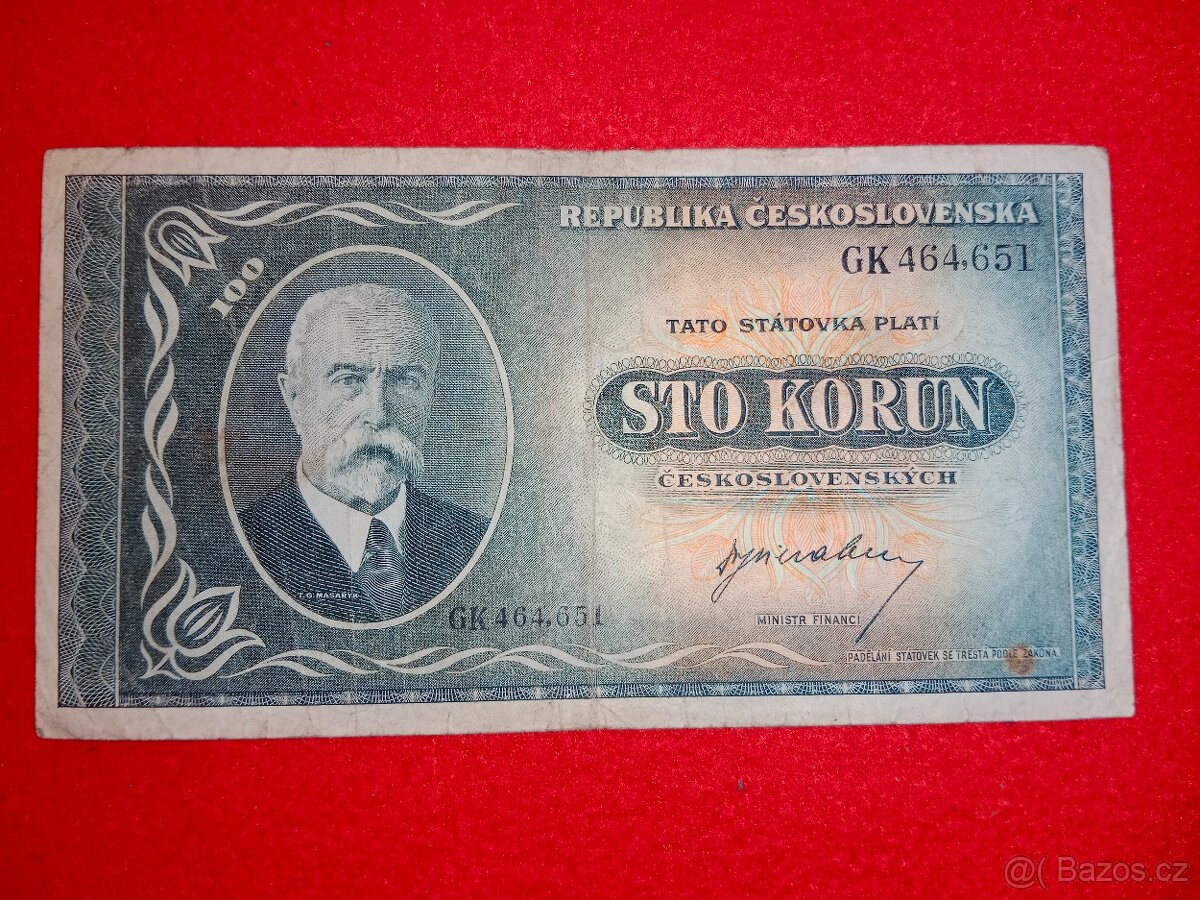 REPUBLIKA ČESKOSLOVENSKÁ
GK 464,651
100
TATO STÁTOVKA PLATÍ
STO KORUN
ČESKOSLOVENSKÝCH
T. G. MASARYK
GK 464,651
MINISTR FINANCÍ
PADĚLÁNÍ STÁTOVEK SE TRESTÁ PODLE ZÁKONA.
@( Bazos.cz